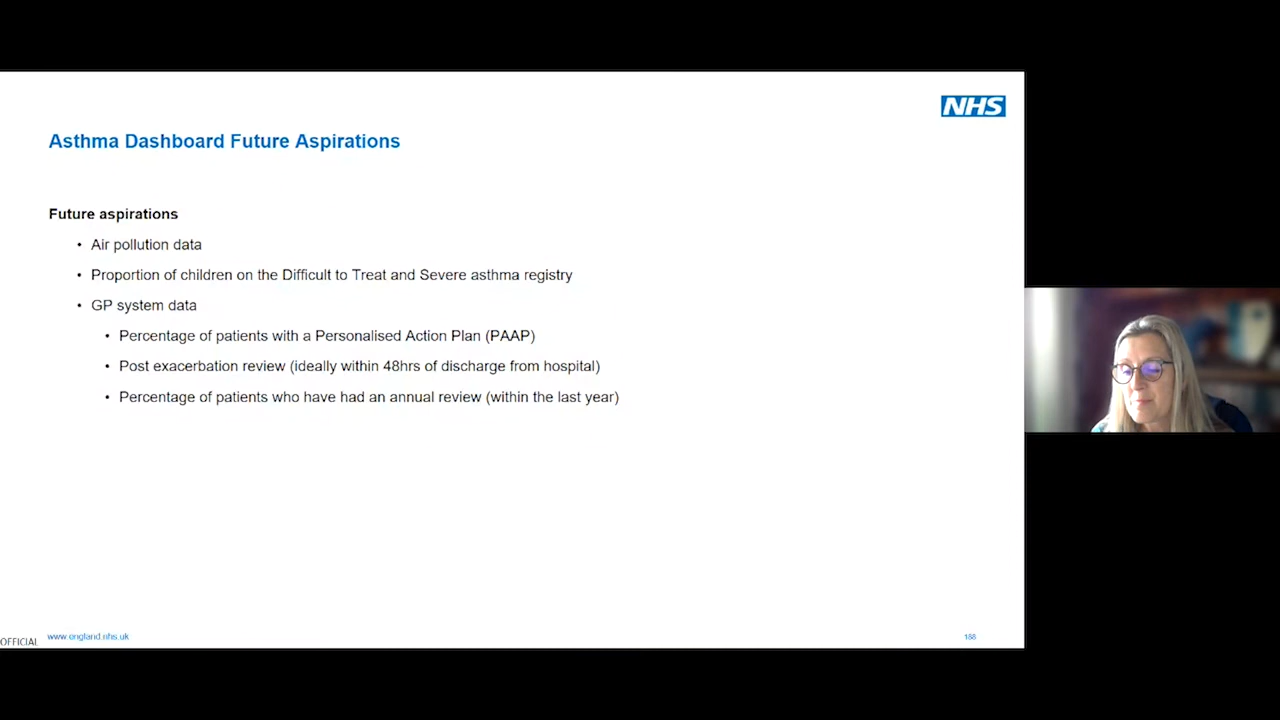 NHS
Asthma Dashboard Future Aspirations
Future aspirations
• Air pollution data
• Proportion of children on the Difficult to Treat and Severe asthma registry
• GP system data
• Percentage of patients with a Personalised Action Plan (PAAP)
• Post exacerbation review (ideally within 48hrs of discharge from hospital)
• Percentage of patients who have had an annual review (within the last year)
OFFICIAL
www.england.nhs.uk
188